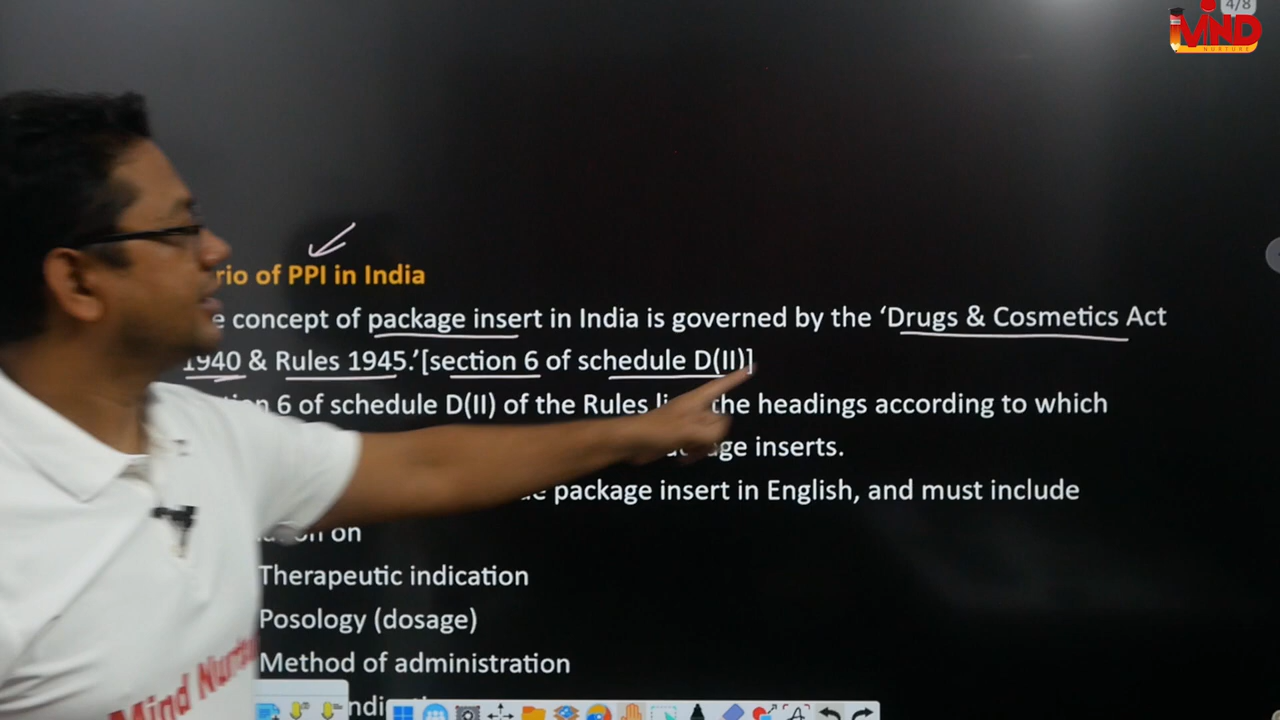 4/8
MIND
NURTURE
rio of PPI in India
e concept of package insert in India is governed by the ‘Drugs & Cosmetics Act
1940 & Rules 1945.’[section 6 of schedule D(II)]
6 of schedule D(II) of the Rules the headings according to which
inserts.
package insert in English, and must include
on
Therapeutic indication
Posology (dosage)
Method of administration
Mind Nurtu